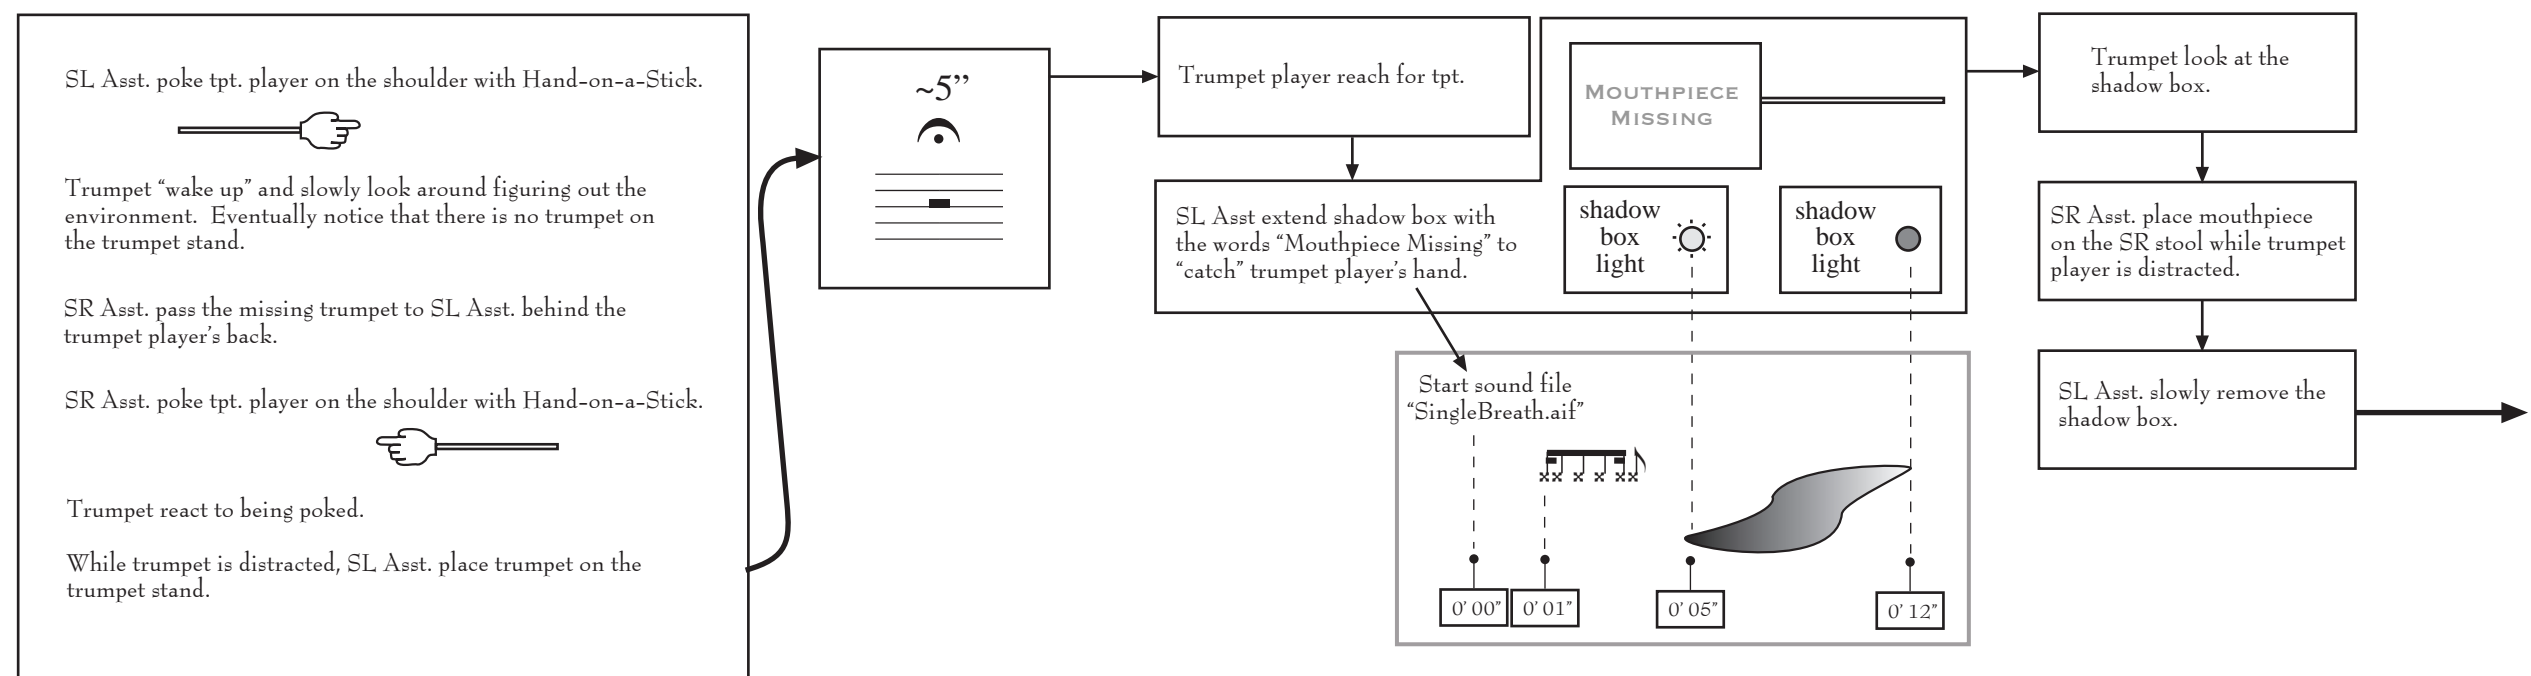 SL Asst. poke tpt. player on the shoulder with Hand-on-a-Stick.
Trumpet “wake up” and slowly look around figuring out the
environment.  Eventually notice that there is no trumpet on
the trumpet stand.
SR Asst. pass the missing trumpet to SL Asst. behind the
trumpet player’s back.
SR Asst. poke tpt. player on the shoulder with Hand-on-a-Stick.
Trumpet react to being poked.
While trumpet is distracted, SL Asst. place trumpet on the
trumpet stand.
~5”
Trumpet player reach for tpt.
SL Asst extend shadow box with
the words “Mouthpiece Missing” to
“catch” trumpet player’s hand.
MOUTHPIECE
MISSING
shadow
box
light
shadow
box
light
Start sound file
“SingleBreath.aif”
0’ 00”
0’ 01”
0’ 05”
0’ 12”
Trumpet look at the
shadow box.
SR Asst. place mouthpiece
on the SR stool while trumpet
player is distracted.
SL Asst. slowly remove the
shadow box.